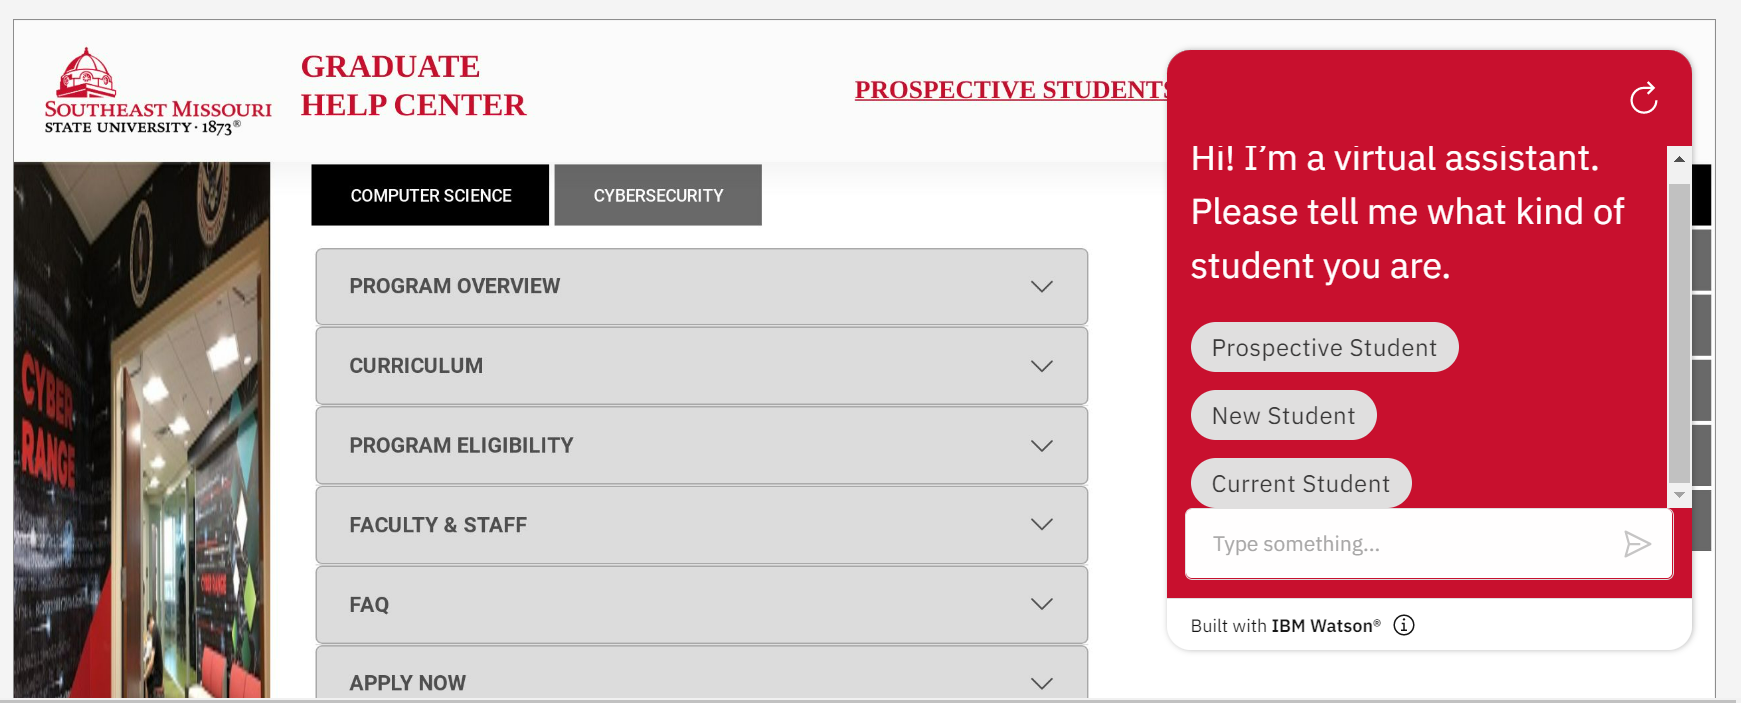 SOUTHEAST MISSOURI
STATE UNIVERSITY · 1873®
GRADUATE
HELP CENTER
PROSPECTIVE STUDENTS
COMPUTER SCIENCE
CYBERSECURITY
PROGRAM OVERVIEW
CURRICULUM
PROGRAM ELIGIBILITY
FACULTY & STAFF
FAQ
APPLY NOW
CYBER
RANGE
CYBER RANGE
Hi! I'm a virtual assistant.
Please tell me what kind of
student you are.
Prospective Student
New Student
Current Student
Type something...
Built with IBM Watson®